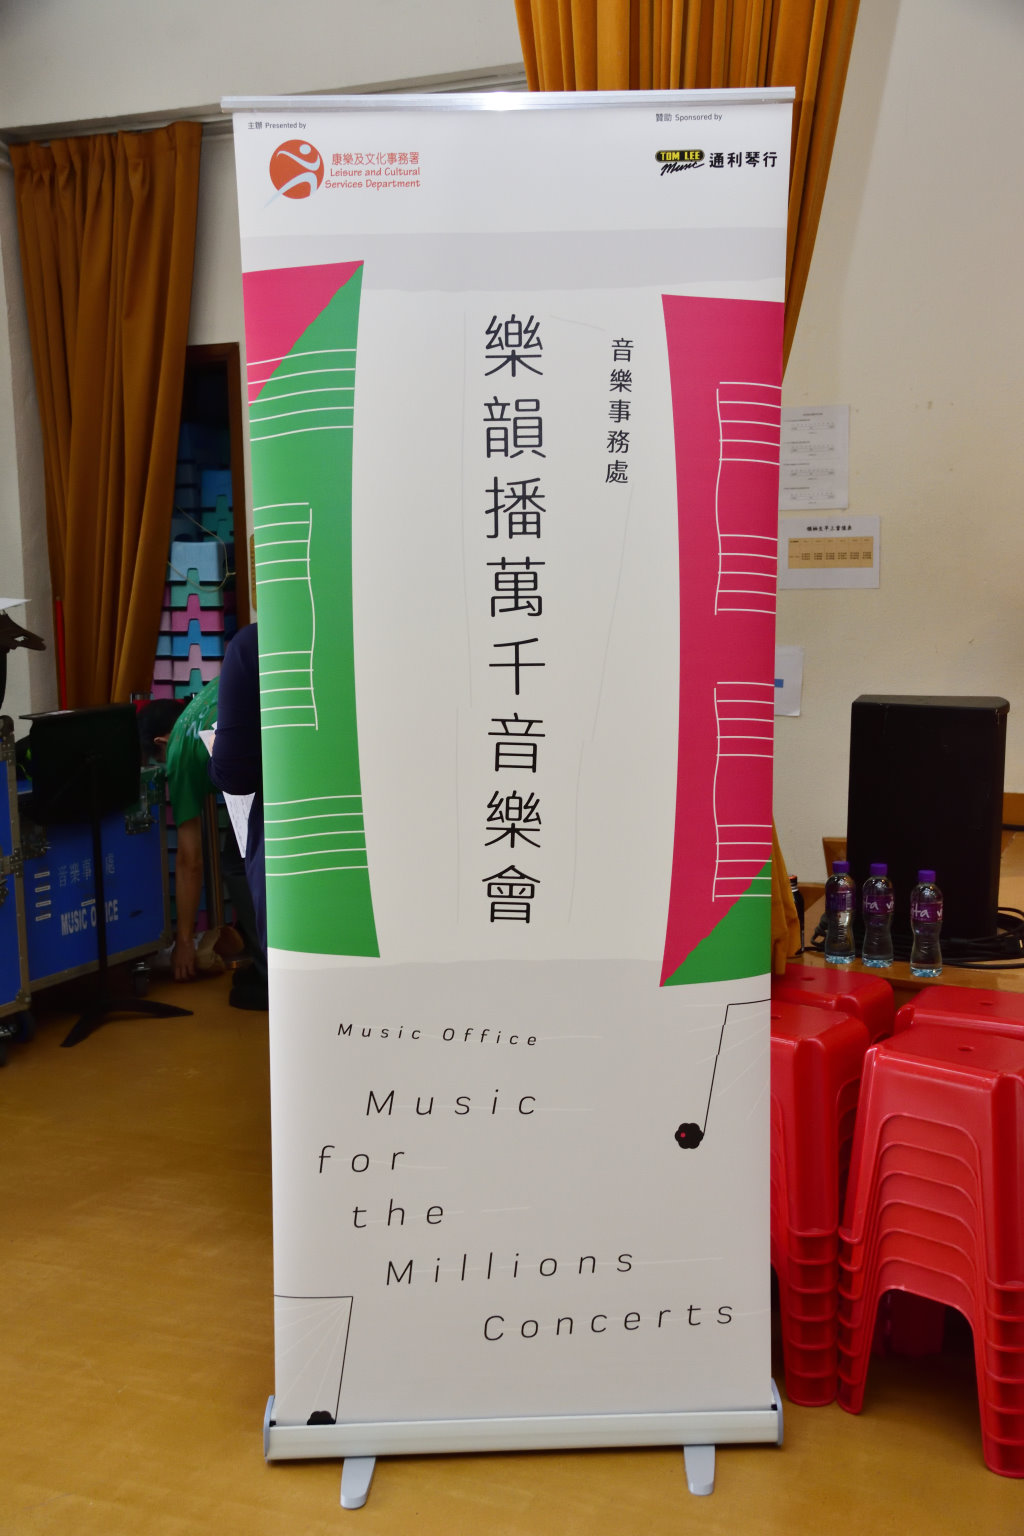 主辦 Presented by
康樂及文化事務署
Leisure and Cultural
Services Department
贊助 Sponsored by
TOM LEE
Music
通利琴行
音樂事務處
樂韻播萬千音樂會
Music Office
Music
for
the
Millions
Concerts
音樂事 處
MUSIC OFFICE